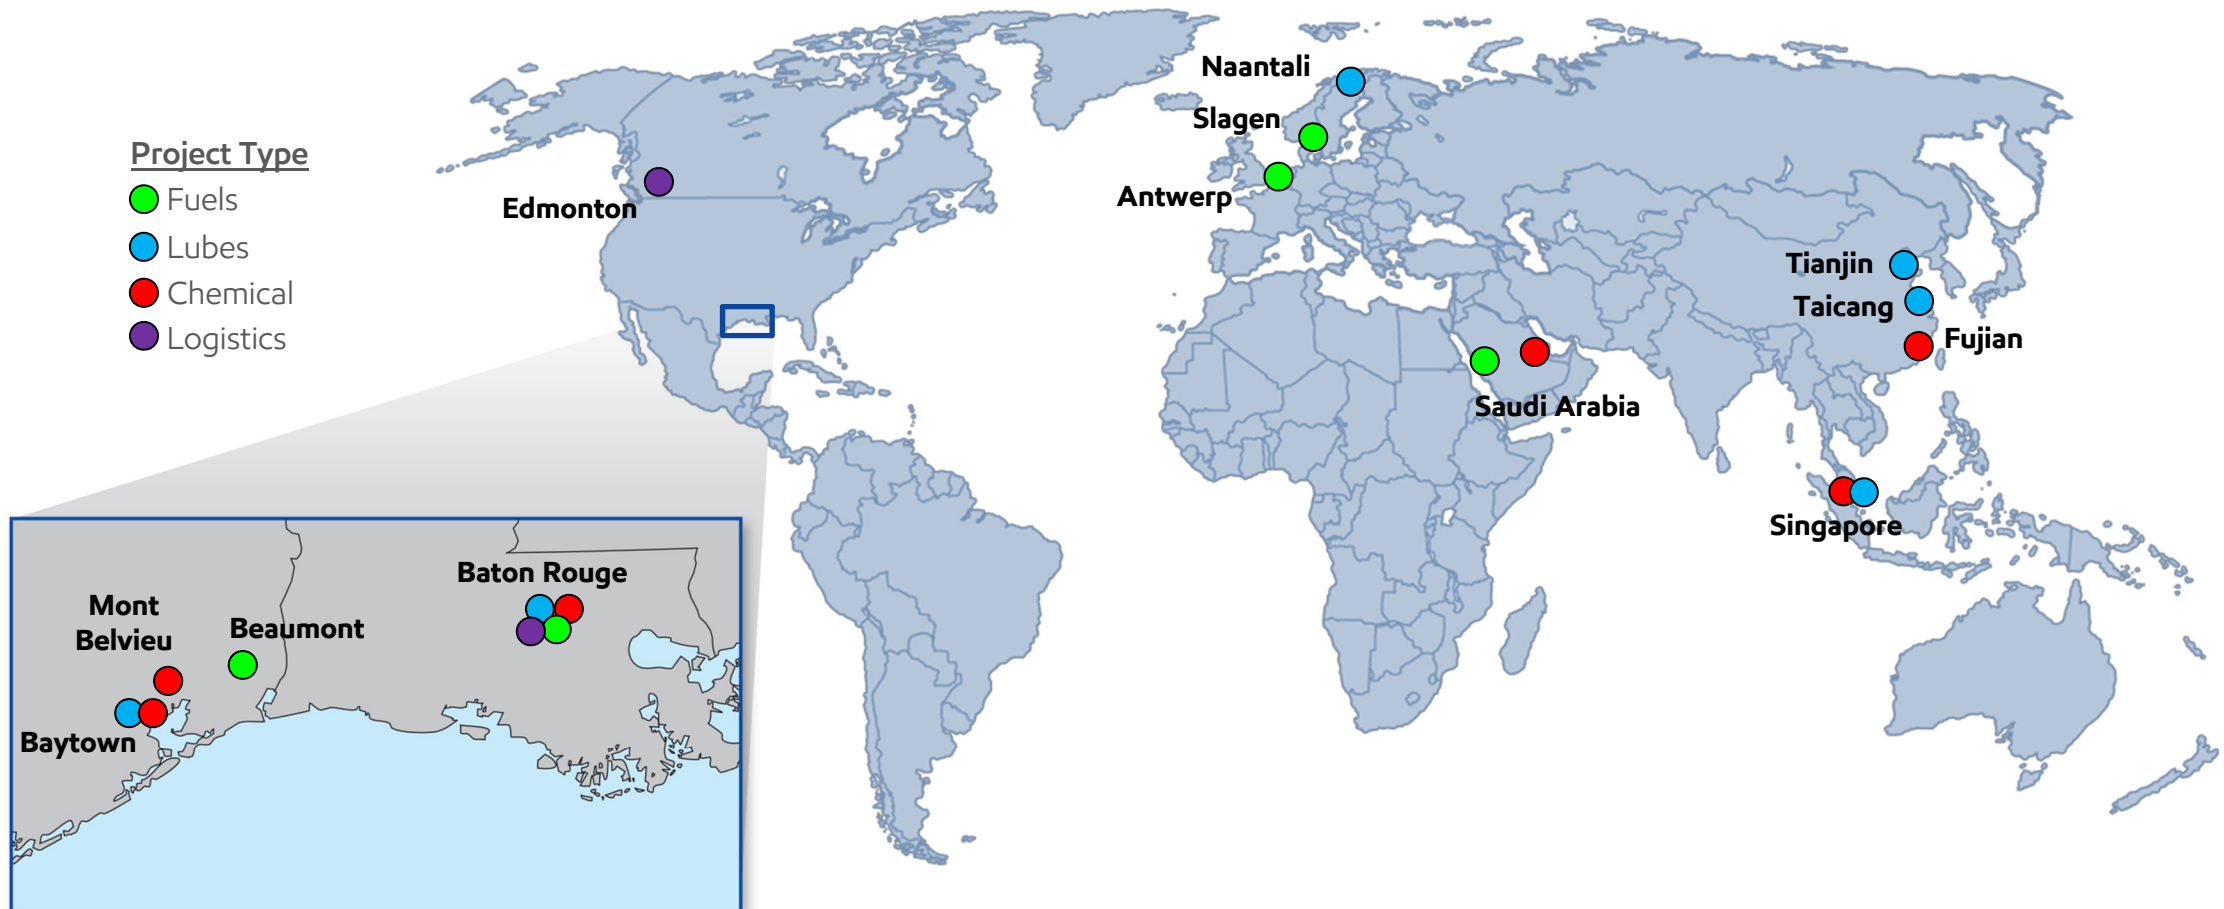 Project Type
Fuels
Lubes
Chemical
Logistics
Edmonton
Naantali
Slagen
Antwerp
Tianjin
Taicang
Fujian
Saudi Arabia
Singapore
Baton Rouge
Mont
Belvieu
Beaumont
Baytown